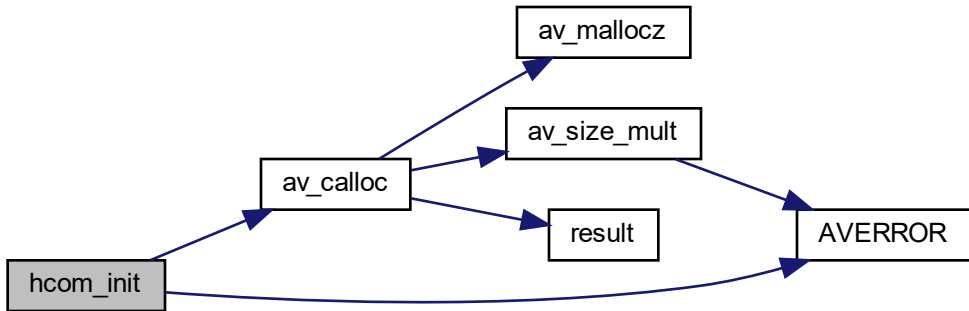 av_mallocz
av_size_mult
av_calloc
result
AVERROR
hcom_init